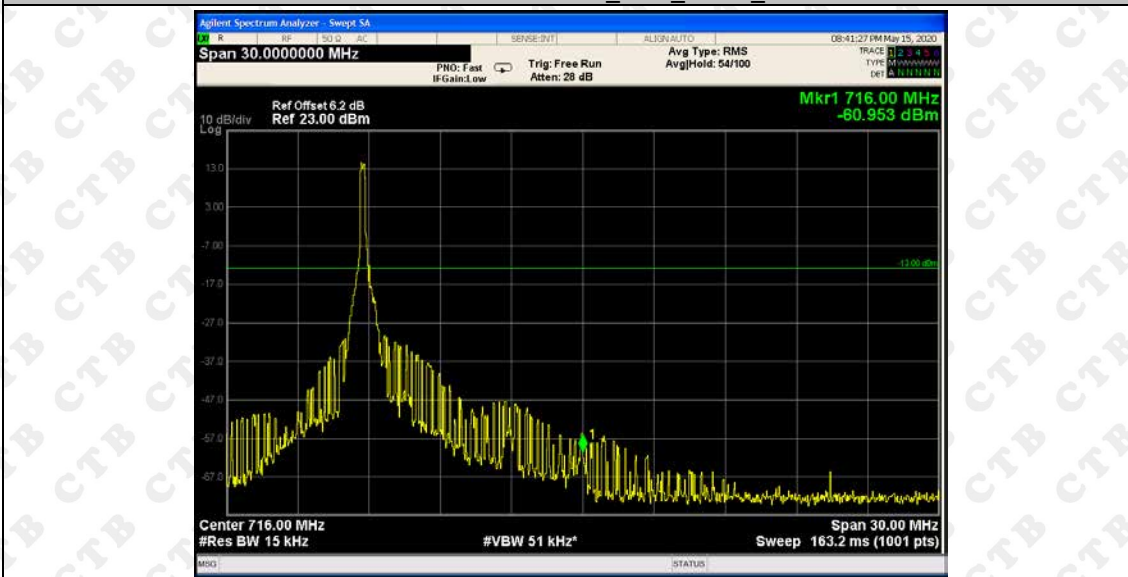 Agilent Spectrum Analyzer - Swept SA
LXI R RF 50 Ω AC SENSE:INT ALIGN AUTO 08:41:27 PM May 15, 2020
Span 30.0000000 MHz
PNO: Fast
IFGain:Low
Trig: Free Run
Atten: 28 dB
Avg Type: RMS
Avg|Hold: 54/100
TRACE 1 2 3 4 5 6
TYPE M WWWWW
DET A N N N N N
Mkr1 716.00 MHz
-60.953 dBm
Ref Offset 6.2 dB
10 dB/div Ref 23.00 dBm
Log
13.0
3.00
-7.00
-13.00 dBm
-17.0
-27.0
-37.0
-47.0
-57.0
1
-67.0
Center 716.00 MHz
Span 30.00 MHz
#Res BW 15 kHz
#VBW 51 kHz*
Sweep 163.2 ms (1001 pts)
MSG
STATUS
CTB